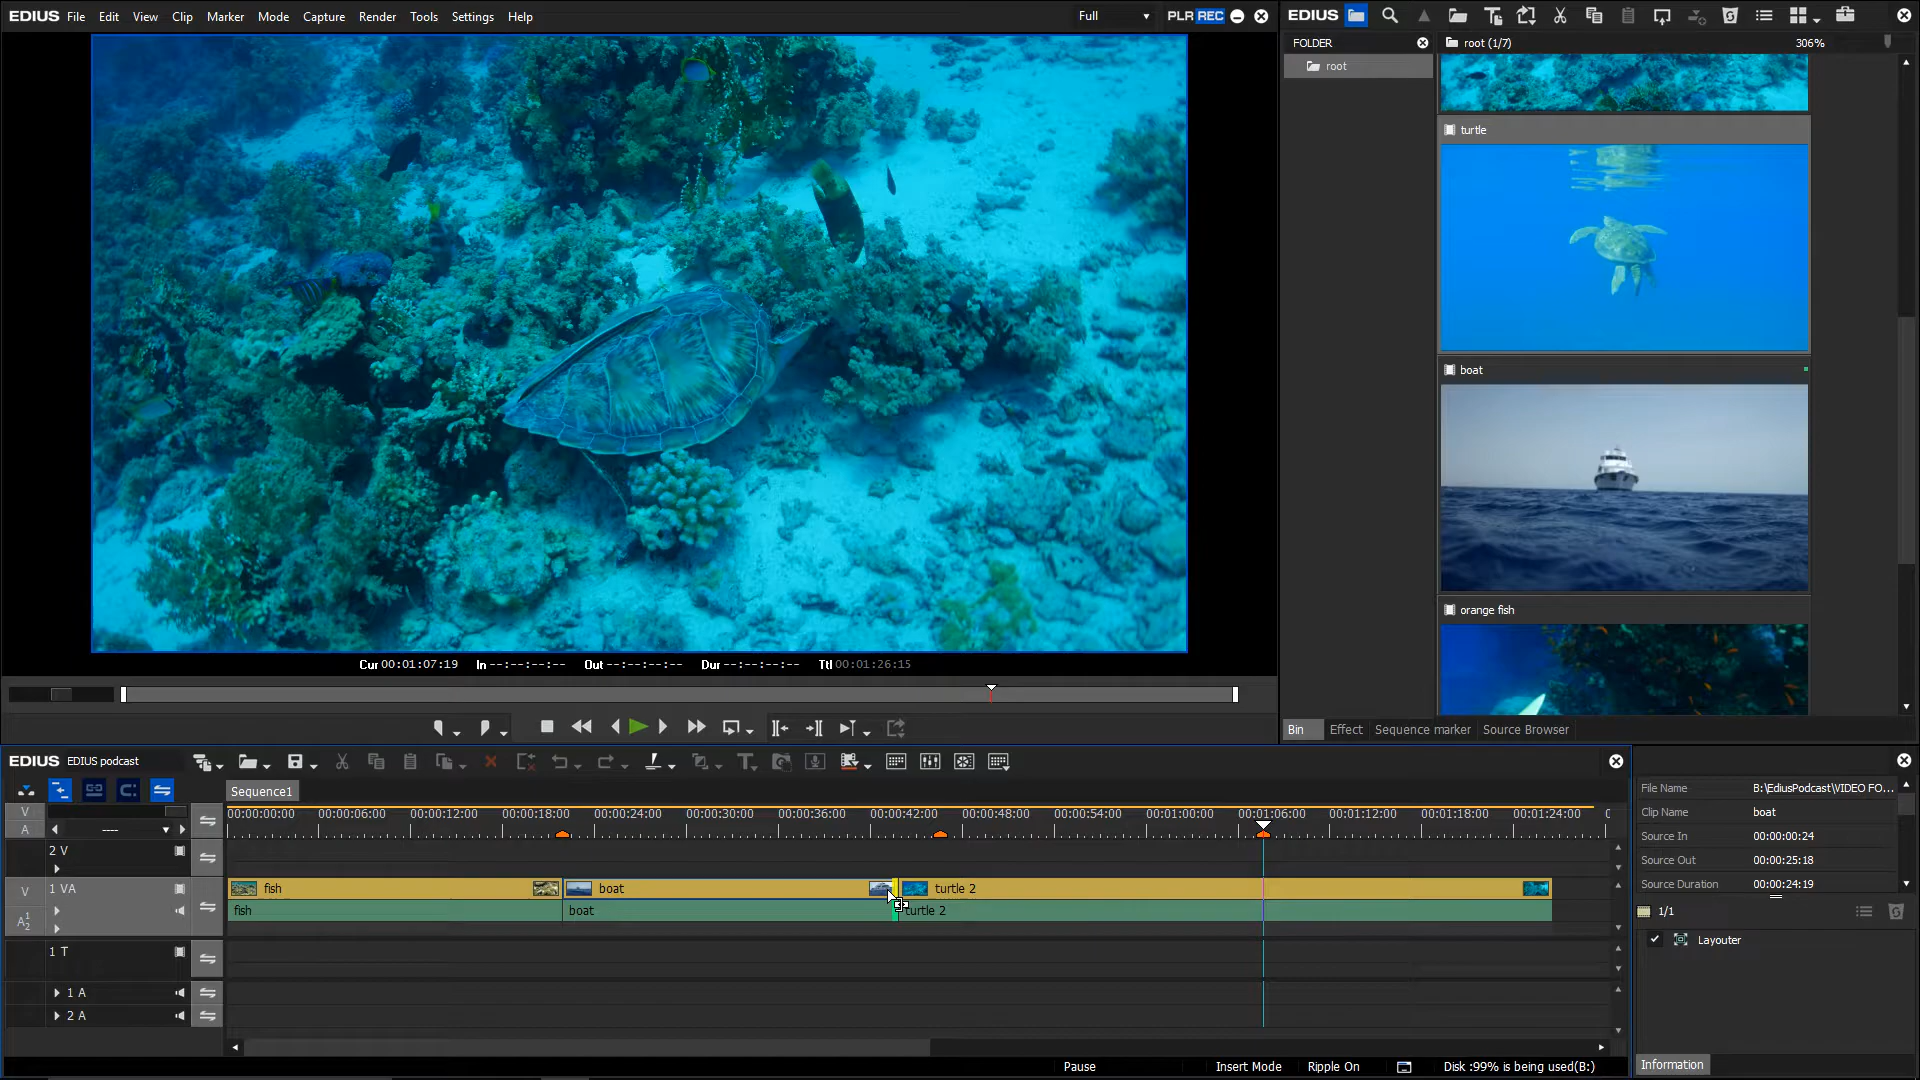 EDIUS File Edit View Clip Marker Mode Capture Render Tools Settings Help Full PLR REC
EDIUS
FOLDER
root (1/7) 306%
root
turtle
boat
orange fish
Cur 00:01:07:19 In --:--:--:-- Out --:--:--:-- Dur --:--:--:-- Ttl 00:01:26:15
Bin Effect Sequence marker Source Browser
EDIUS EDIUS podcast
Sequence1
V
A
----
00:00:00:00 00:00:06:00 00:00:12:00 00:00:18:00 00:00:24:00 00:00:30:00 00:00:36:00 00:00:42:00 00:00:48:00 00:00:54:00 00:01:00:00 00:01:06:00 00:01:12:00 00:01:18:00 00:01:24:00
2 V
V 1 VA fish boat turtle 2
A12 fish boat turtle 2
1 T
1 A
2 A
File Name B:\EdiusPodcast\VIDEO FO...
Clip Name boat
Source In 00:00:00:24
Source Out 00:00:25:18
Source Duration 00:00:24:19
1/1
Layouter
Information
Pause Insert Mode Ripple On Disk :99% is being used(B:)